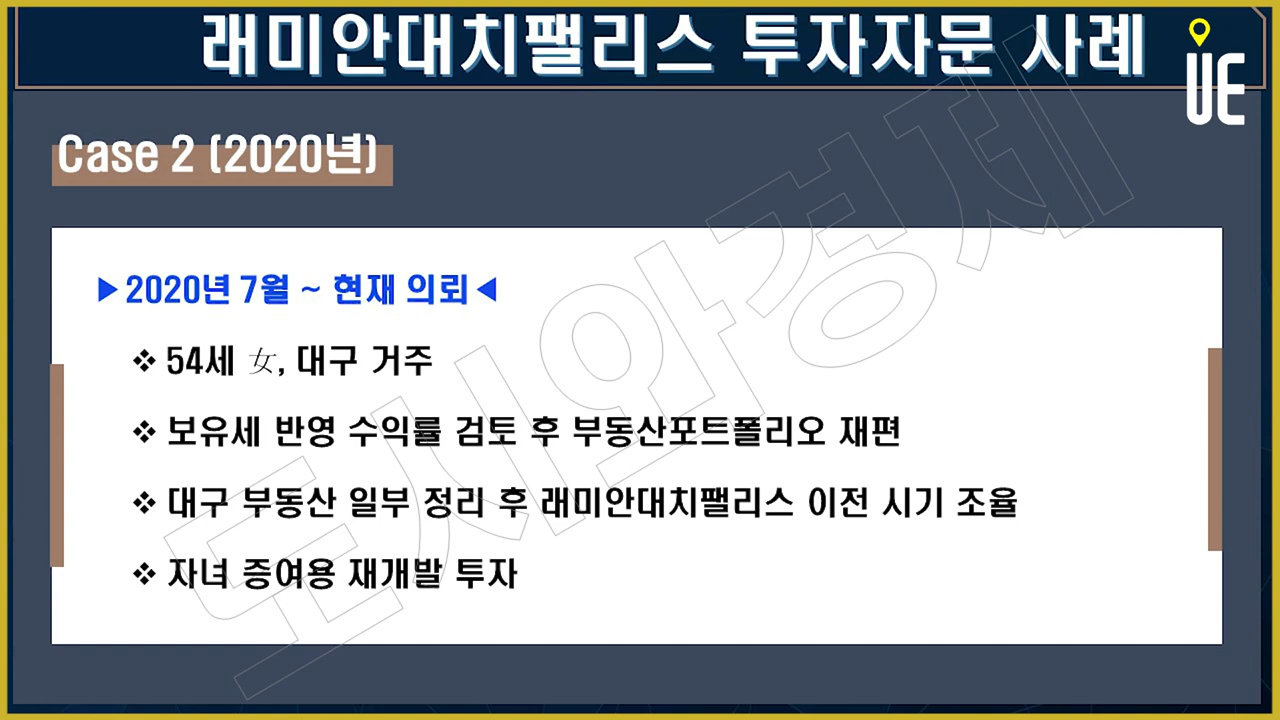 래미안대치팰리스 투자자문 사례
UE
Case 2 (2020년)
▶2020년 7월 ~ 현재 의뢰◀
❖ 54세 女, 대구 거주
❖ 보유세 반영 수익률 검토 후 부동산포트폴리오 재편
❖ 대구 부동산 일부 정리 후 래미안대치팰리스 이전 시기 조율
❖ 자녀 증여용 재개발 투자
도시와경제